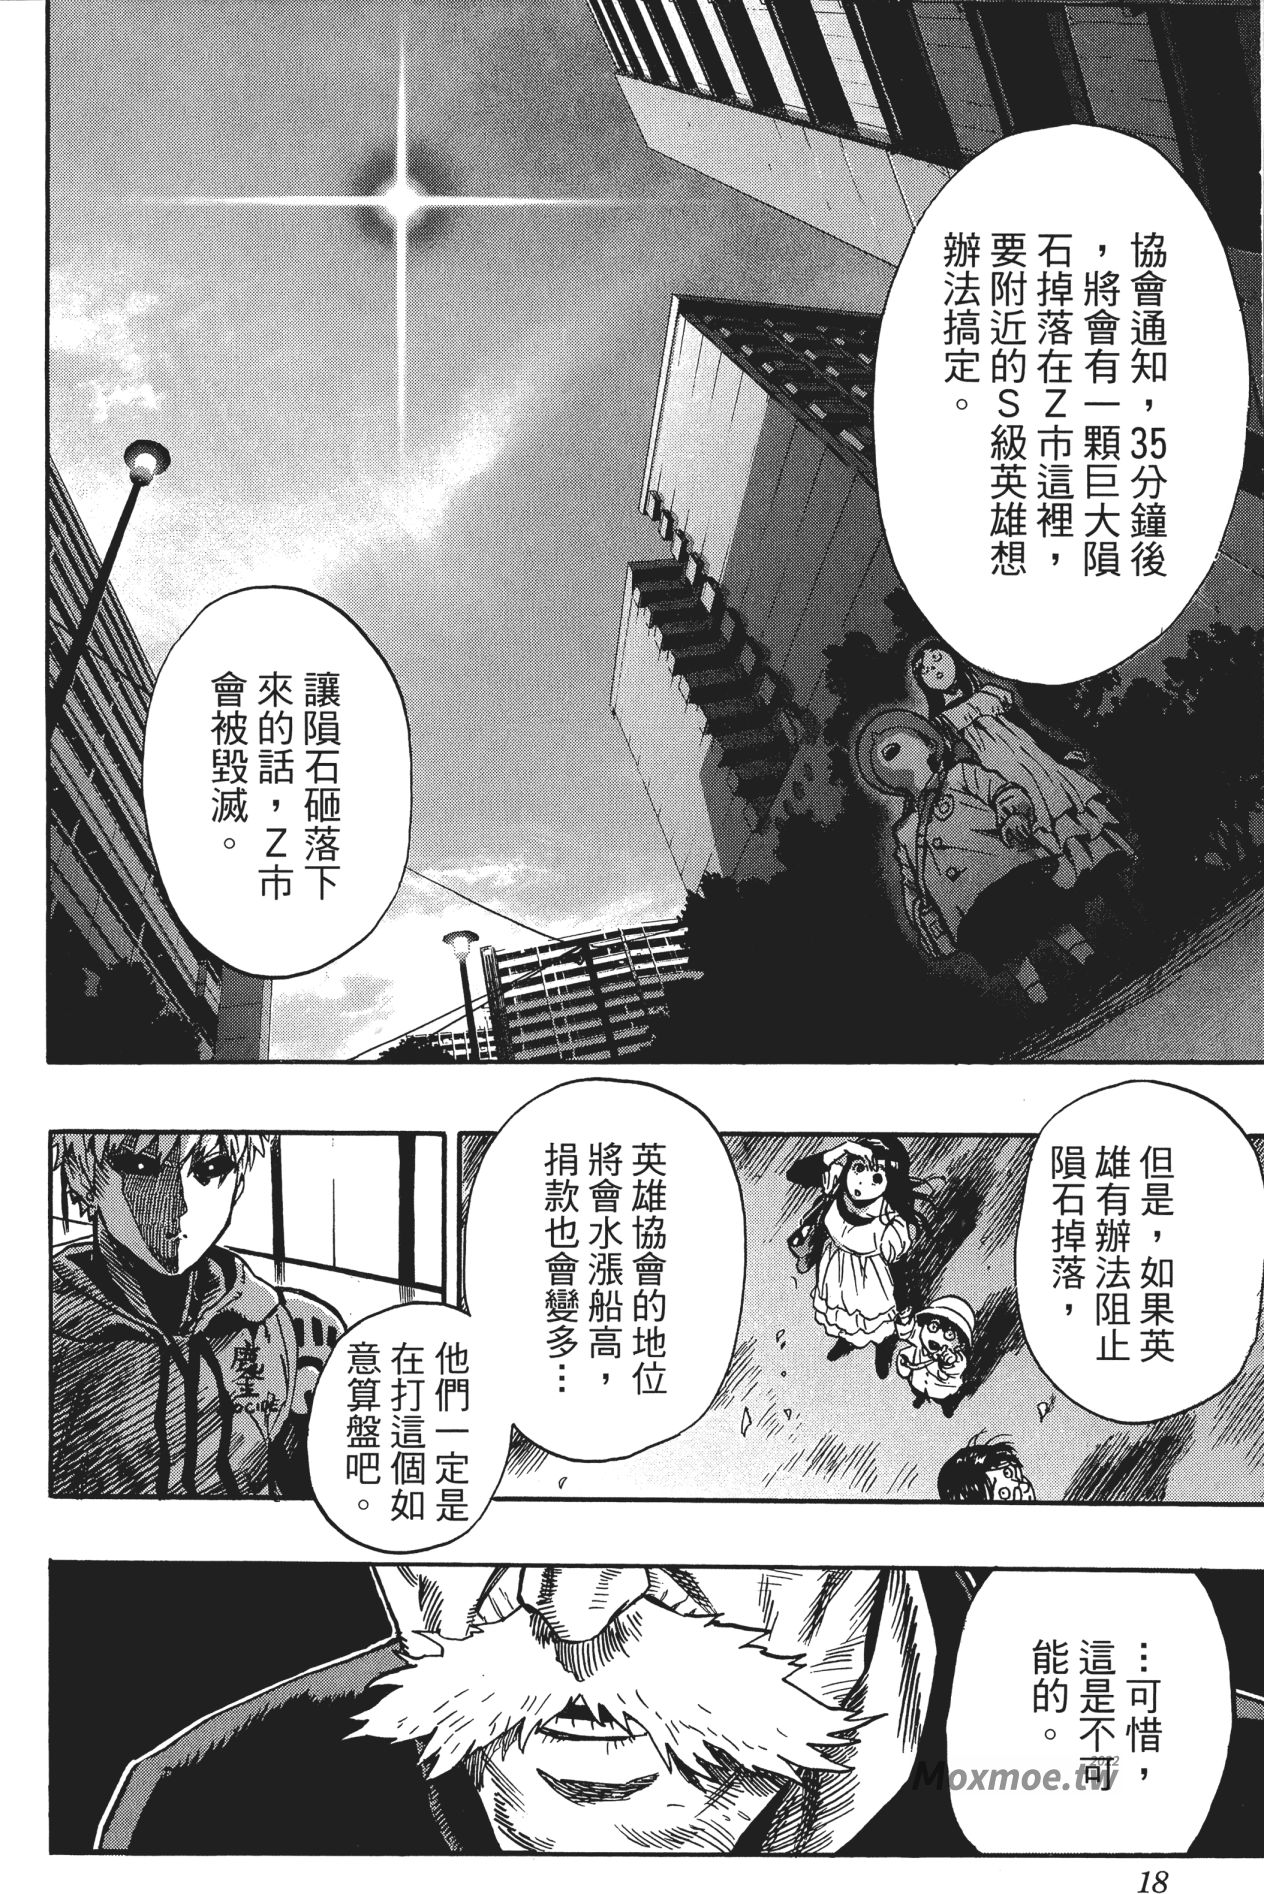 協會通知，35分鐘後
，將會有一顆巨大隕
石掉落在Z市這裡，
要附近的S級英雄想
辦法搞定。
讓隕石砸落下
來的話，Z市
會被毀滅。
但是，如果英
雄有辦法阻止
隕石掉落，
英雄協會的地位
將會水漲船高，
捐款也會變多…
他們一定是
在打這個如
意算盤吧。
OCIDE
…可惜，
這是不可
能的。
2022
Moxmoe.tw
18